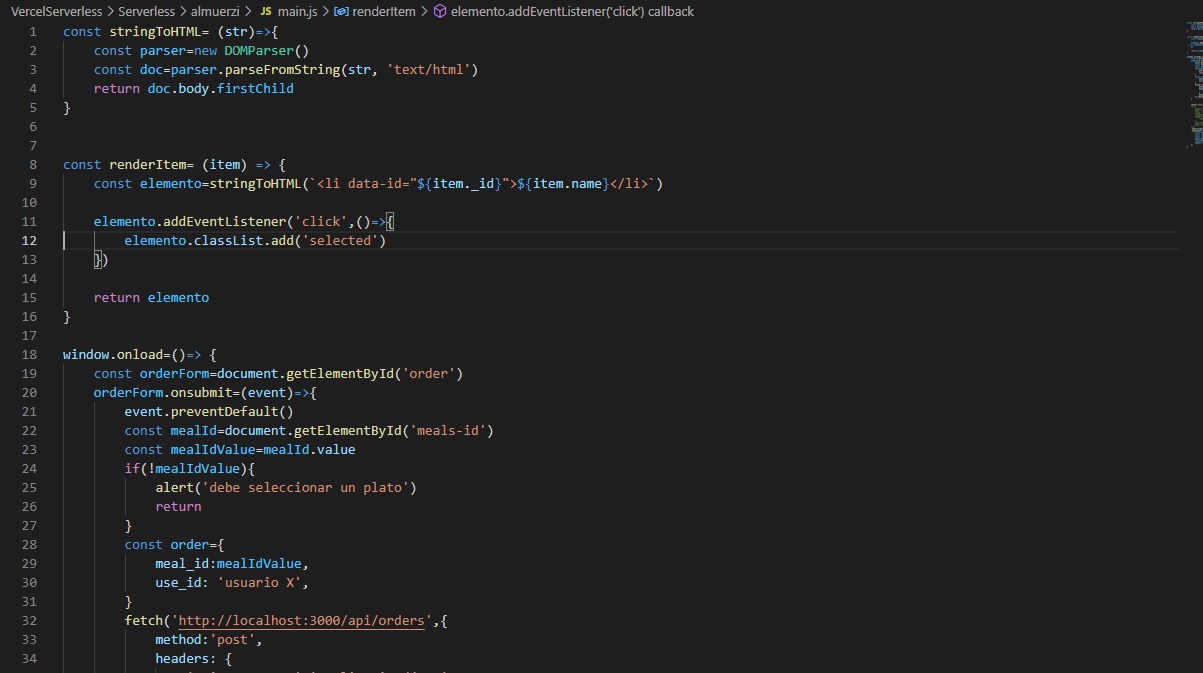 VercelServerless > Serverless > almuerzi > JS main.js > renderItem > elemento.addEventListener('click') callback
1 const stringToHTML= (str)=>{
2 const parser=new DOMParser()
3 const doc=parser.parseFromString(str, 'text/html')
4 return doc.body.firstChild
5 }
6
7
8 const renderItem= (item) => {
9 const elemento=stringToHTML(`<li data-id="${item._id}">${item.name}</li>`)
10
11 elemento.addEventListener('click',()=>{
12 elemento.classList.add('selected')
13 })
14
15 return elemento
16 }
17
18 window.onload=()=> {
19 const orderForm=document.getElementById('order')
20 orderForm.onsubmit=(event)=>{
21 event.preventDefault()
22 const mealId=document.getElementById('meals-id')
23 const mealIdValue=mealId.value
24 if(!mealIdValue){
25 alert('debe seleccionar un plato')
26 return
27 }
28 const order={
29 meal_id:mealIdValue,
30 use_id: 'usuario X',
31 }
32 fetch('http://localhost:3000/api/orders',{
33 method:'post',
34 headers: {